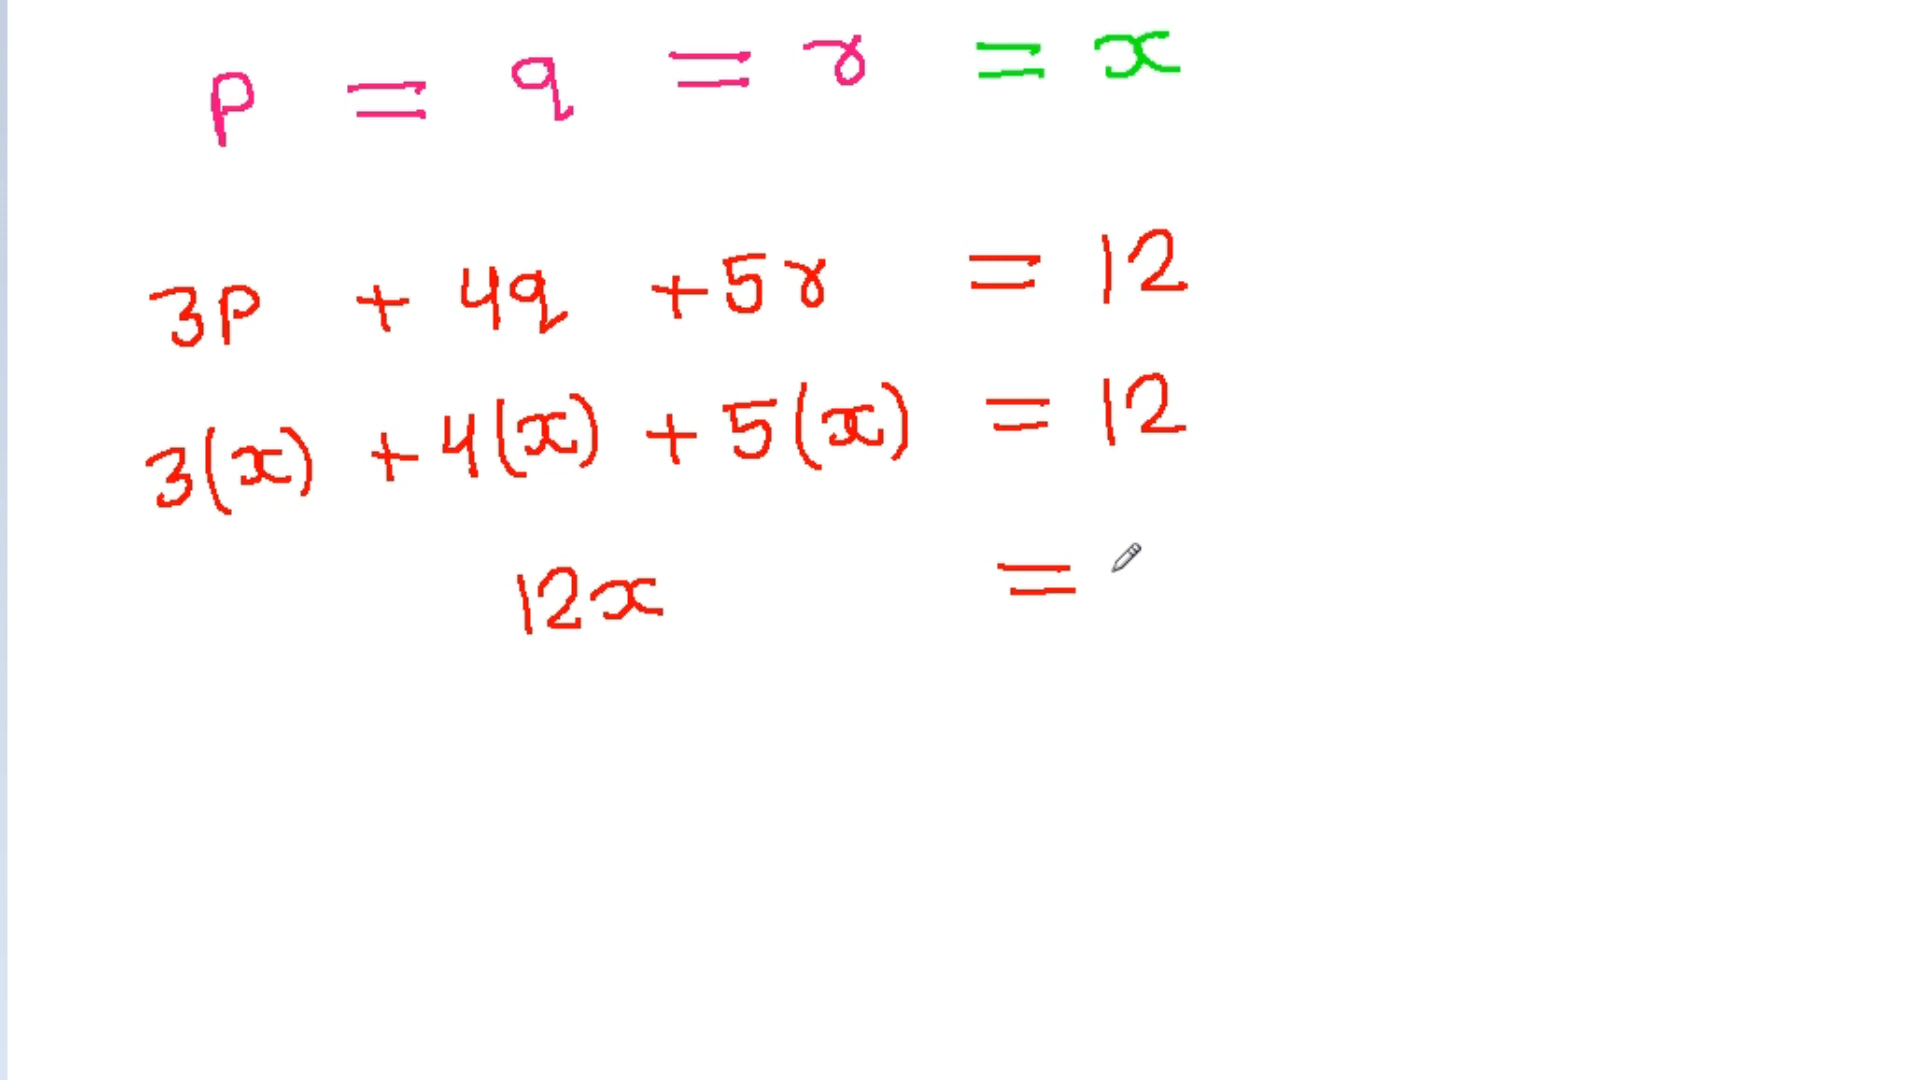 p = q = r = x
3p + 4q + 5r = 12
3(x) + 4(x) + 5(x) = 12
12x =